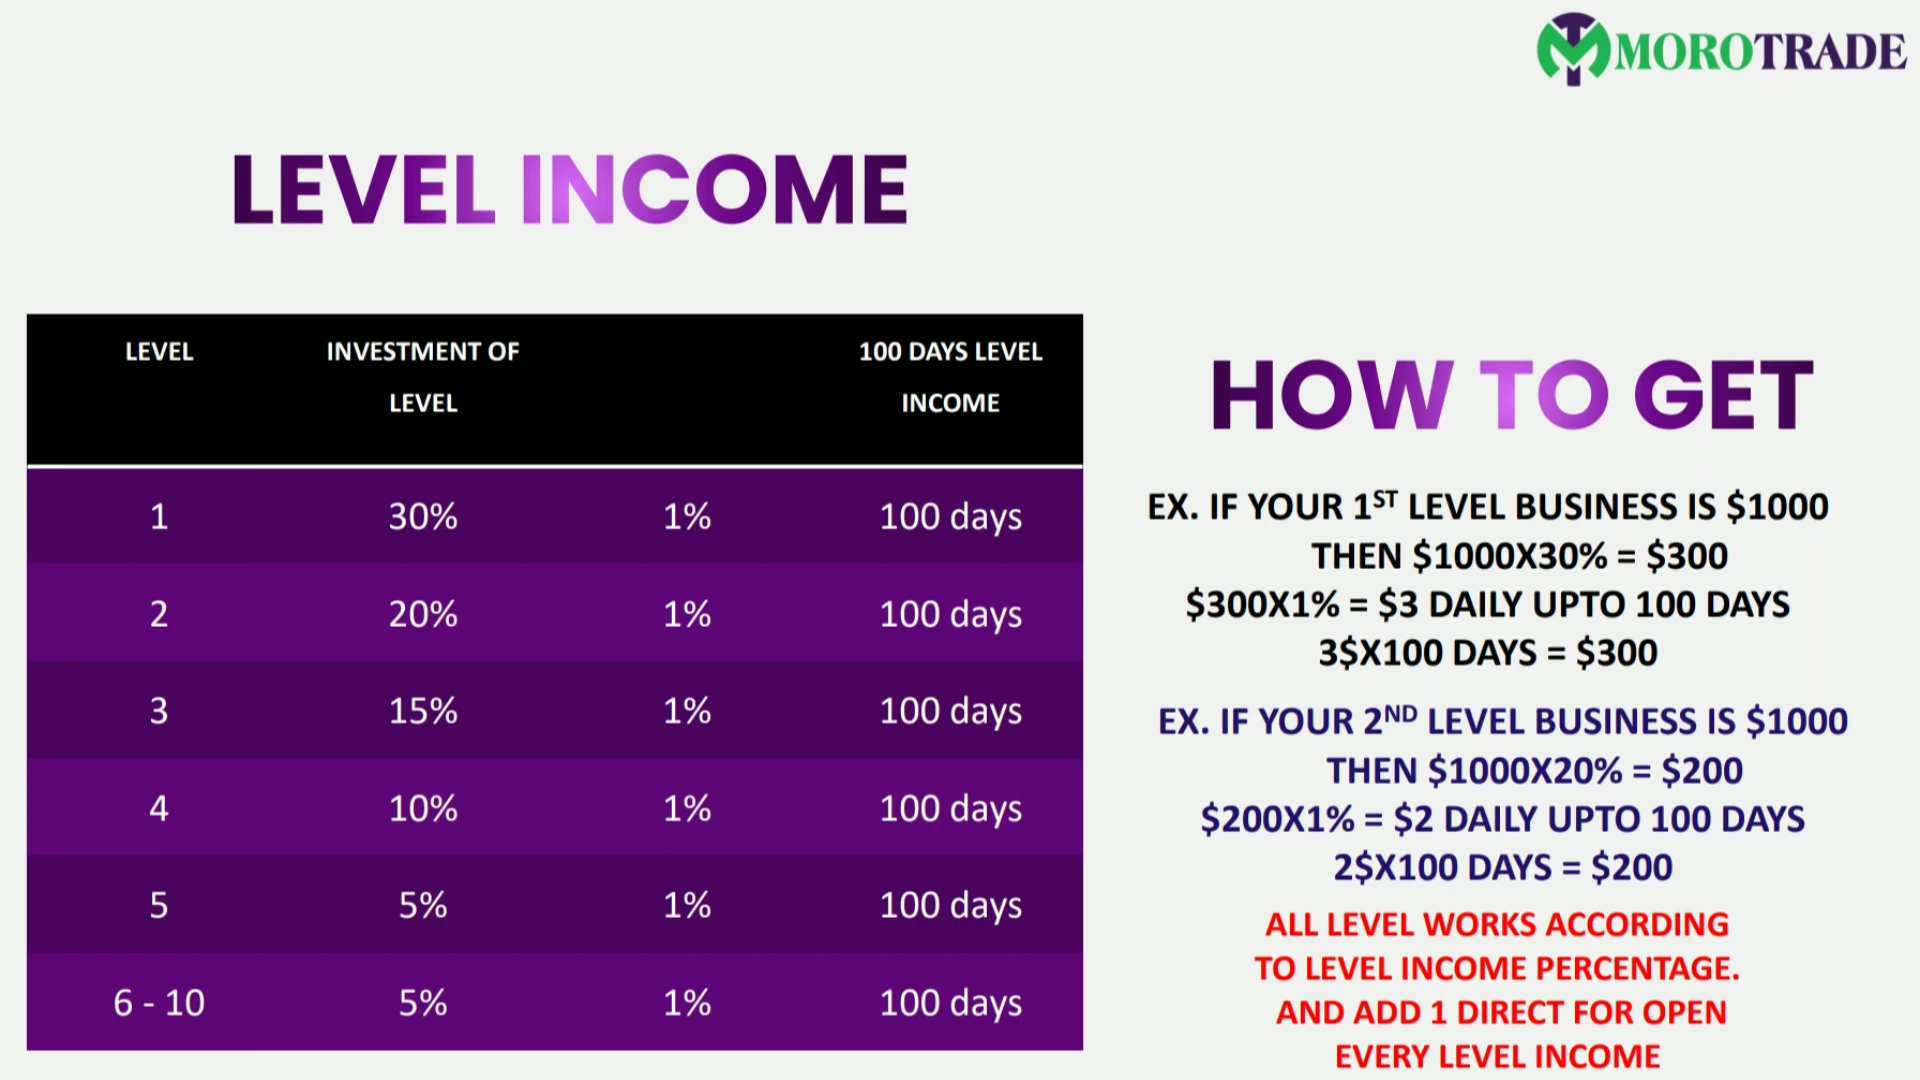 MOROTRADE
LEVEL INCOME
LEVEL INVESTMENT OF LEVEL 100 DAYS LEVEL INCOME
1 30% 1% 100 days
2 20% 1% 100 days
3 15% 1% 100 days
4 10% 1% 100 days
5 5% 1% 100 days
6 - 10 5% 1% 100 days
HOW TO GET
EX. IF YOUR 1ST LEVEL BUSINESS IS $1000
THEN $1000X30% = $300
$300X1% = $3 DAILY UPTO 100 DAYS
3$X100 DAYS = $300
EX. IF YOUR 2ND LEVEL BUSINESS IS $1000
THEN $1000X20% = $200
$200X1% = $2 DAILY UPTO 100 DAYS
2$X100 DAYS = $200
ALL LEVEL WORKS ACCORDING
TO LEVEL INCOME PERCENTAGE.
AND ADD 1 DIRECT FOR OPEN
EVERY LEVEL INCOME